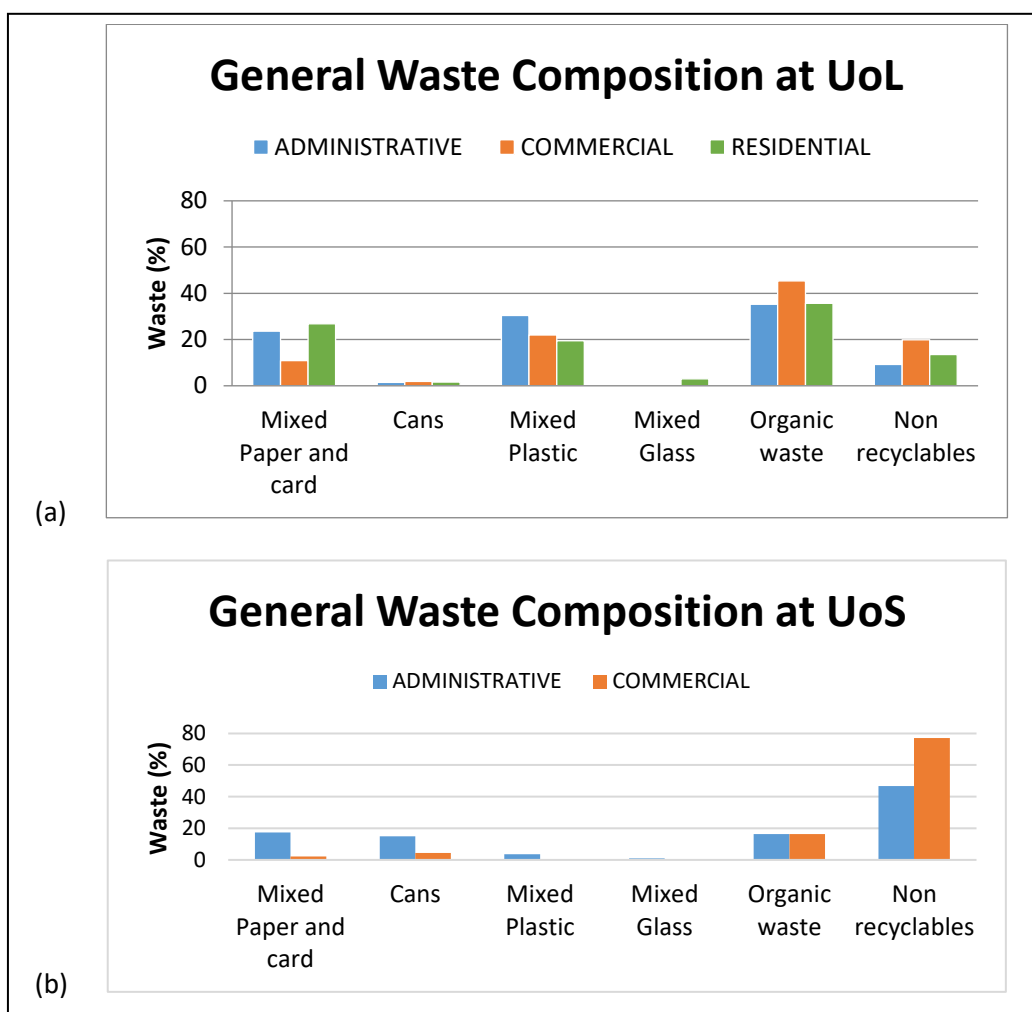 General Waste Composition at UoL
ADMINISTRATIVE COMMERCIAL RESIDENTIAL
Waste (%)
80
60
40
20
0
Mixed Cans Mixed Mixed Organic Non
Paper and Plastic Glass waste recyclables
card
(a)
General Waste Composition at UoS
ADMINISTRATIVE COMMERCIAL
Waste (%)
80
60
40
20
0
Mixed Cans Mixed Mixed Organic Non
Paper and Plastic Glass waste recyclables
card
(b)